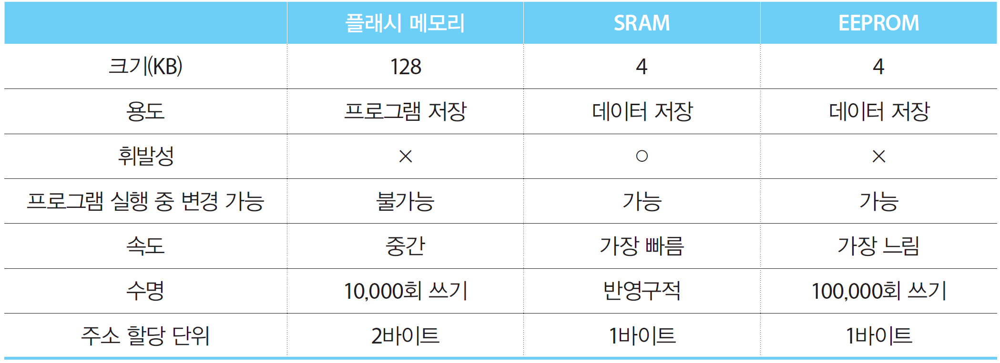 플래시 메모리 SRAM EEPROM
크기(KB) 128 4 4
용도 프로그램 저장 데이터 저장 데이터 저장
휘발성 × ○ ×
프로그램 실행 중 변경 가능 불가능 가능 가능
속도 중간 가장 빠름 가장 느림
수명 10,000회 쓰기 반영구적 100,000회 쓰기
주소 할당 단위 2바이트 1바이트 1바이트